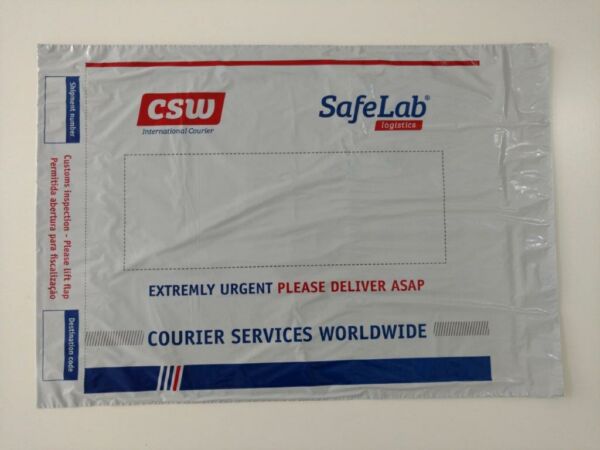 CSW
International Courier
SafeLab®
logistics
Shipment number
Customs inspection - Please lift flap
Permitida abertura para fiscalização
Destination code
EXTREMLY URGENT PLEASE DELIVER ASAP
COURIER SERVICES WORLDWIDE